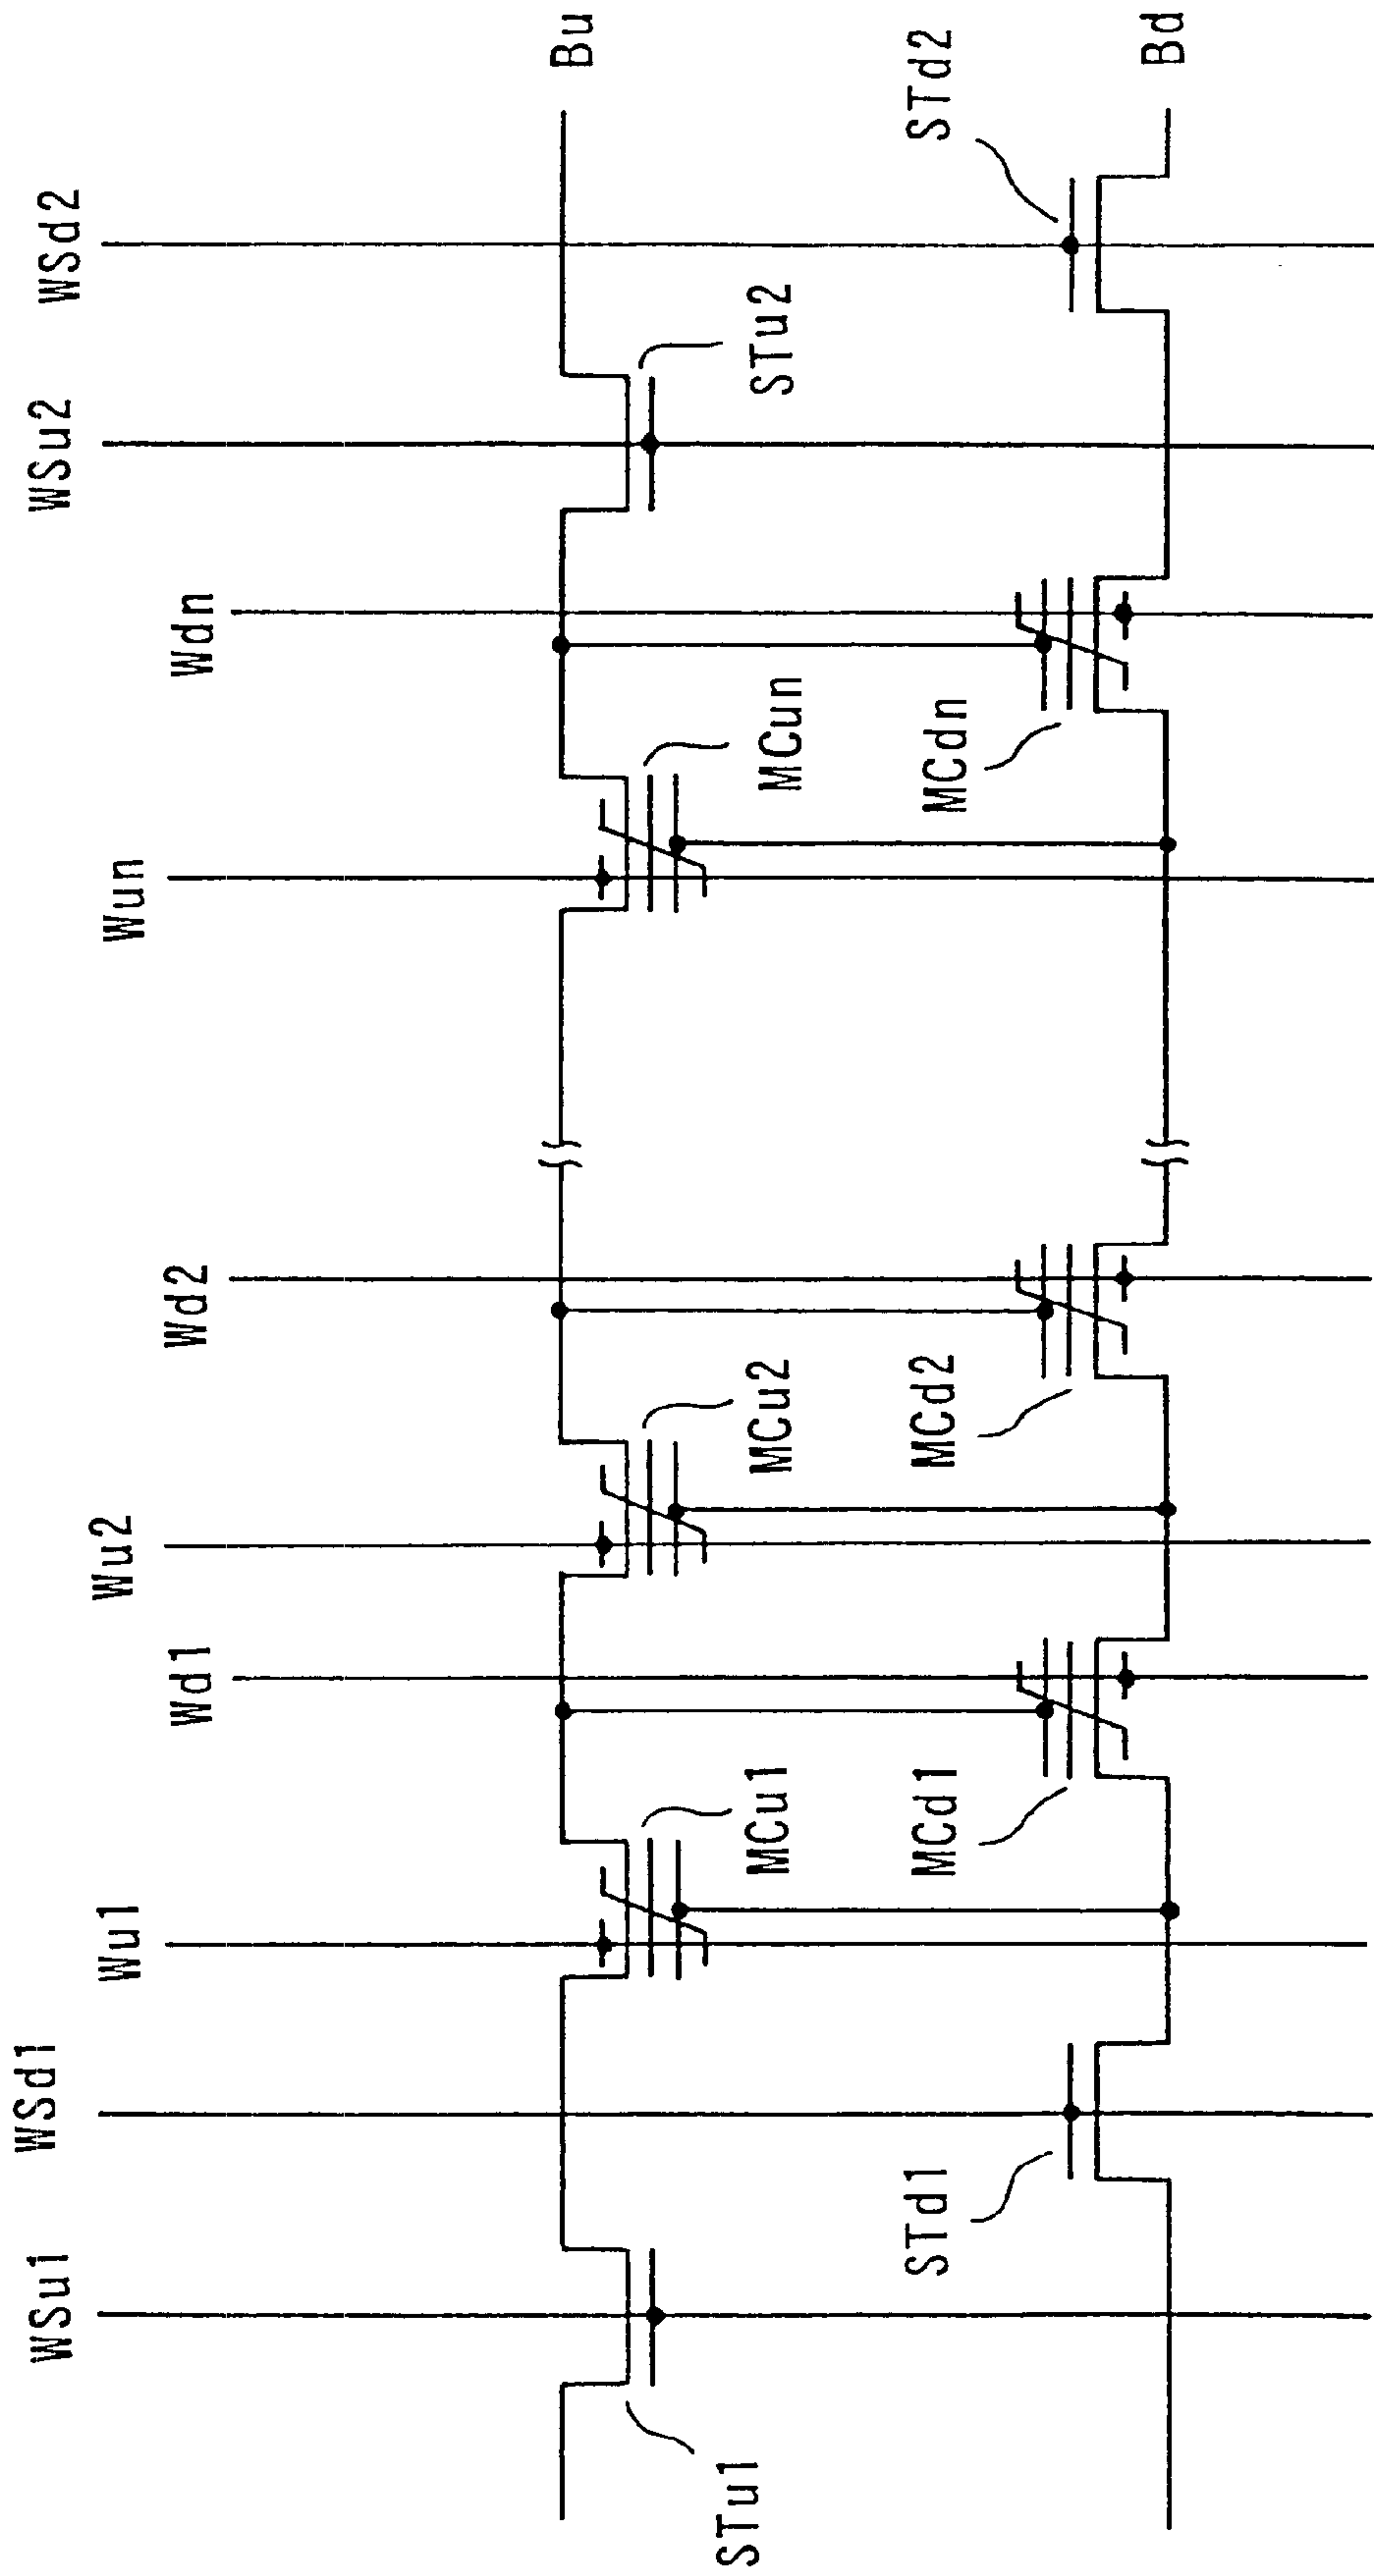 WSu1
WSd1
Wu1
Wd1
Wu2
Wd2
Wun
Wdn
WSu2
WSd2
Bu
STu1
MCu1
MCu2
MCun
STu2
STd1
MCd1
MCd2
MCdn
STd2
Bd